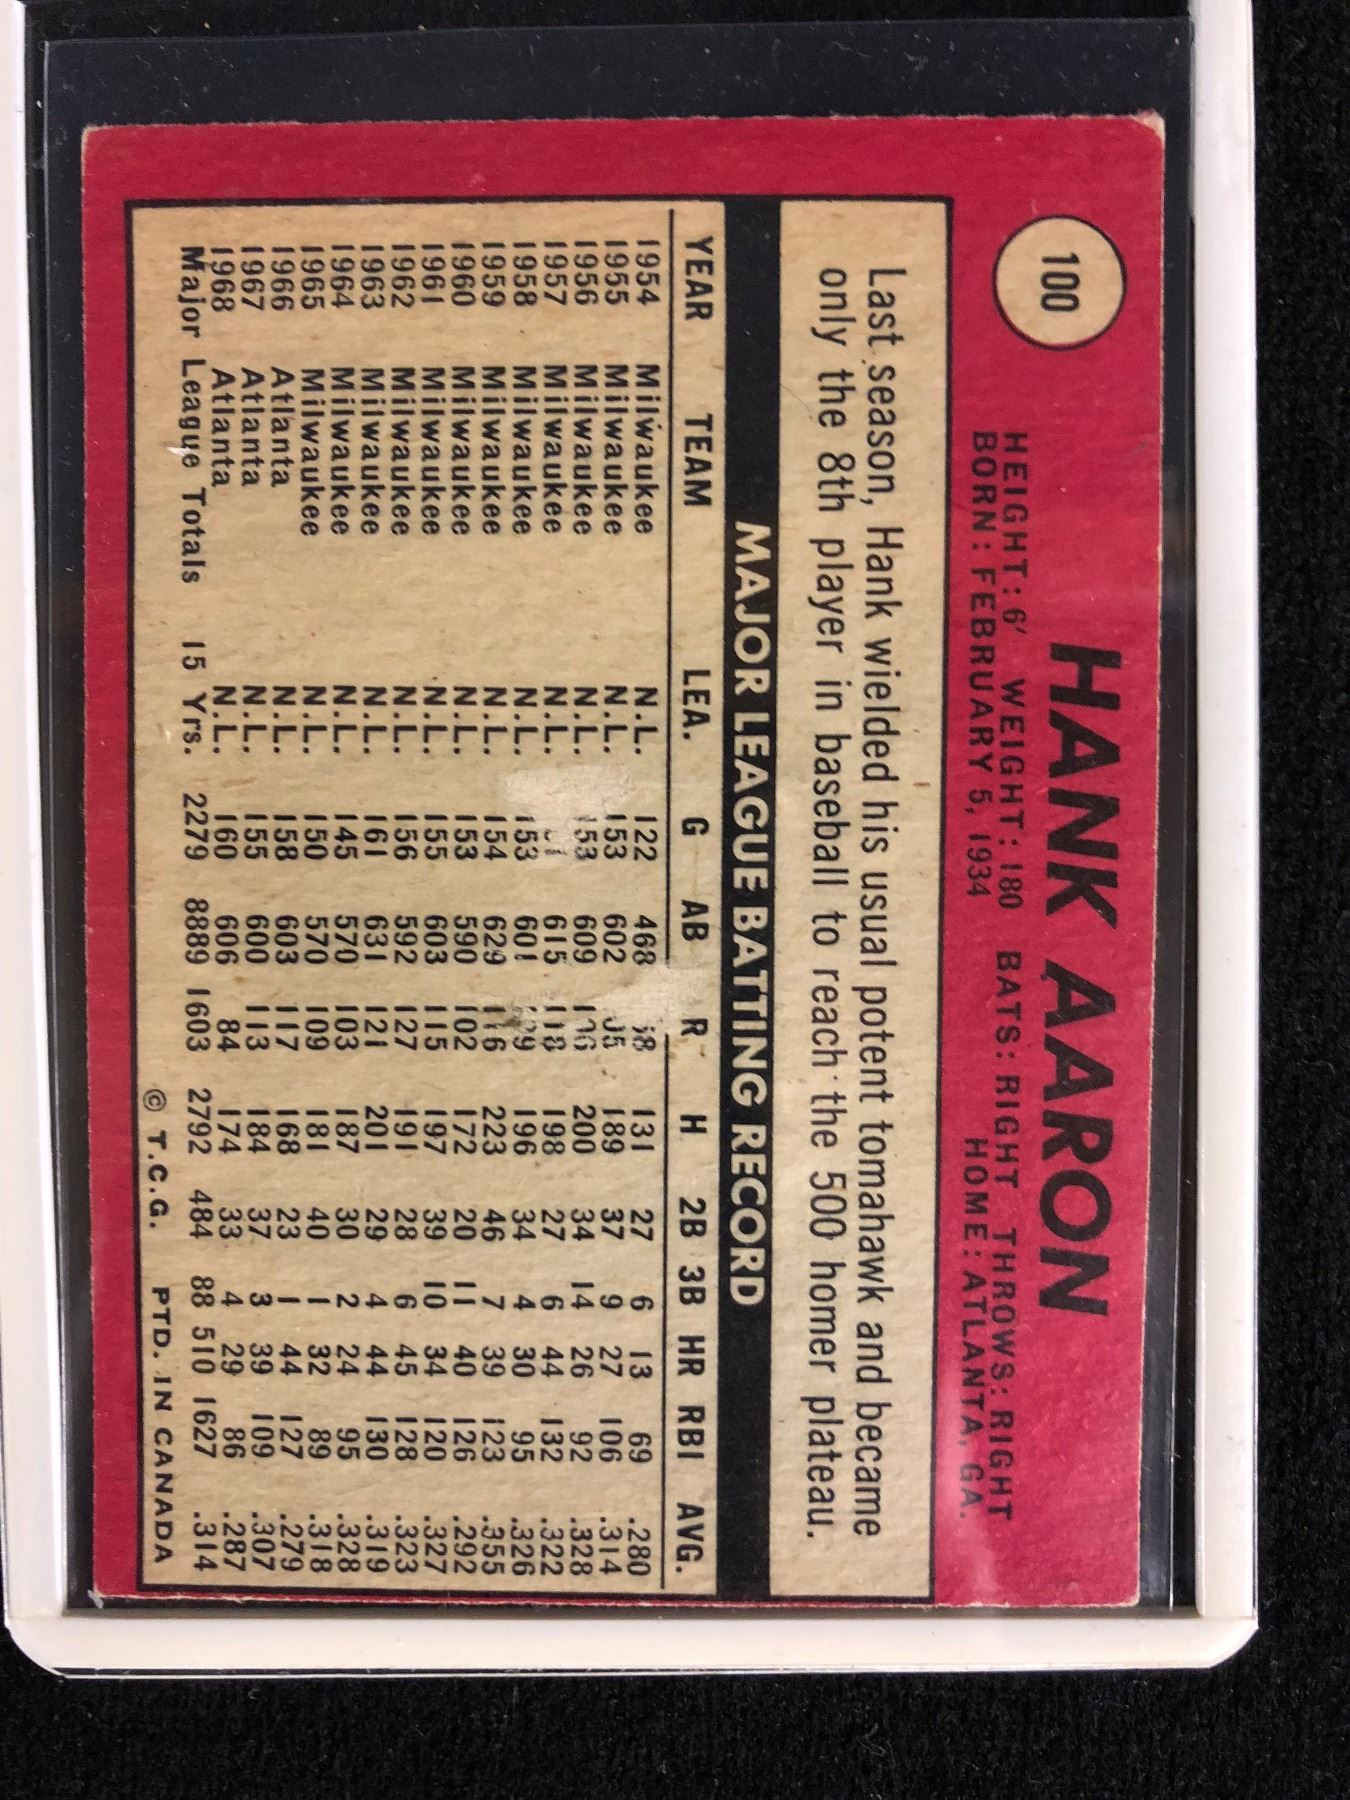 100
HANK AARON
HEIGHT: 6' WEIGHT: 180 BATS: RIGHT THROWS: RIGHT
BORN: FEBRUARY 5, 1934 HOME: ATLANTA, GA.
Last season, Hank wielded his usual potent tomahawk and became
only the 8th player in baseball to reach the 500 homer plateau.
MAJOR LEAGUE BATTING RECORD
YEAR TEAM LEA. G AB R H 2B 3B HR RBI AVG.
1954 Milwaukee N.L. 122 468 131 27 6 13 69 .280
1955 Milwaukee N.L. 153 602 189 37 9 27 106 .314
1956 Milwaukee N.L. 153 609 200 34 14 26 92 .328
1957 Milwaukee N.L. 615 118 198 27 6 44 132 .322
1958 Milwaukee N.L. 153 601 196 34 4 30 95 .326
1959 Milwaukee N.L. 154 629 116 223 46 7 39 123 .355
1960 Milwaukee N.L. 153 590 102 172 20 11 40 126 .292
1961 Milwaukee N.L. 155 603 115 197 39 10 34 120 .327
1962 Milwaukee N.L. 156 592 127 191 28 6 45 128 .323
1963 Milwaukee N.L. 161 631 121 201 29 4 44 130 .319
1964 Milwaukee N.L. 145 570 103 187 30 2 24 95 .328
1965 Milwaukee N.L. 150 570 109 181 40 1 32 89 .318
1966 Atlanta N.L. 158 603 117 168 23 1 44 127 .279
1967 Atlanta N.L. 155 600 113 184 37 3 39 109 .307
1968 Atlanta N.L. 160 606 84 174 33 4 29 86 .287
Major League Totals 15 Yrs. 2279 8889 1603 2792 484 88 510 1627 .314
© T.C.G. PTD. IN CANADA